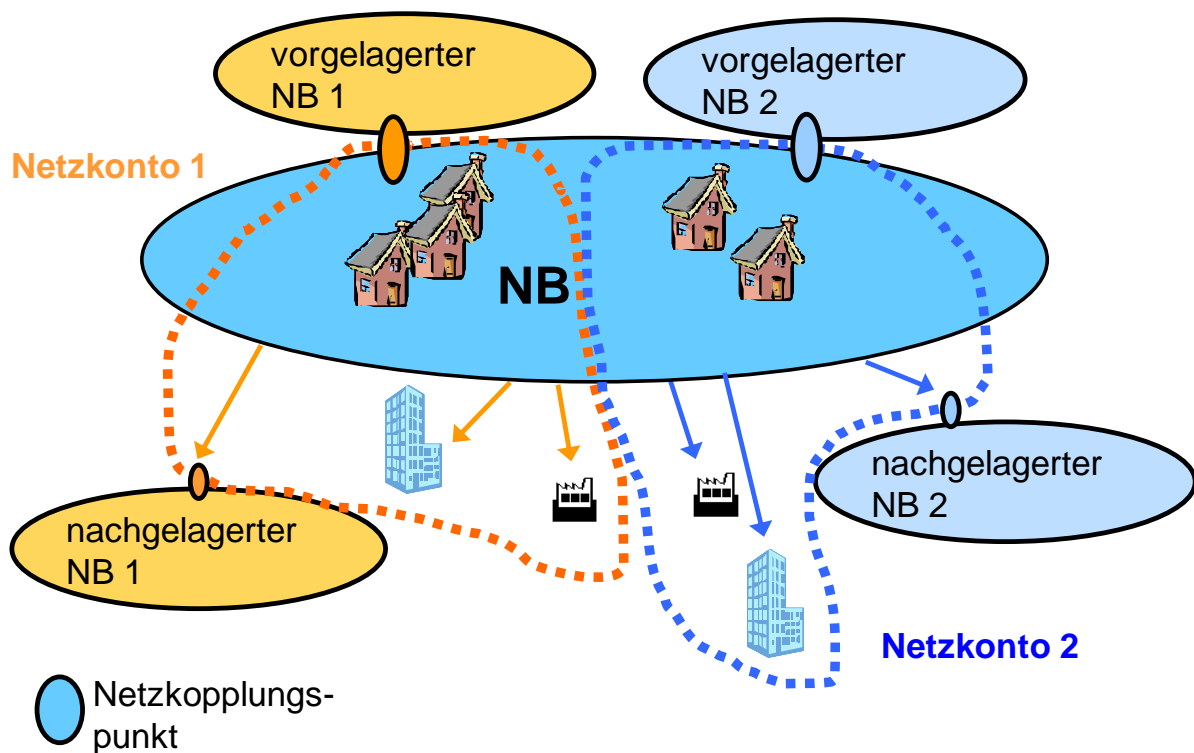 vorgelagerter
NB 1
vorgelagerter
NB 2
Netzkonto 1
NB
nachgelagerter
NB 2
nachgelagerter
NB 1
Netzkonto 2
Netzkopplungs-
punkt